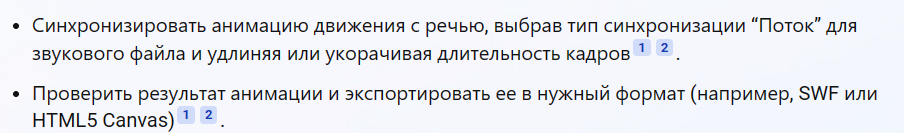 • Синхронизировать анимацию движения с речью, выбрав тип синхронизации “Поток” для
звукового файла и удлиняя или укорачивая длительность кадров 1 2 .
• Проверить результат анимации и экспортировать ее в нужный формат (например, SWF или
HTML5 Canvas) 1 2 .